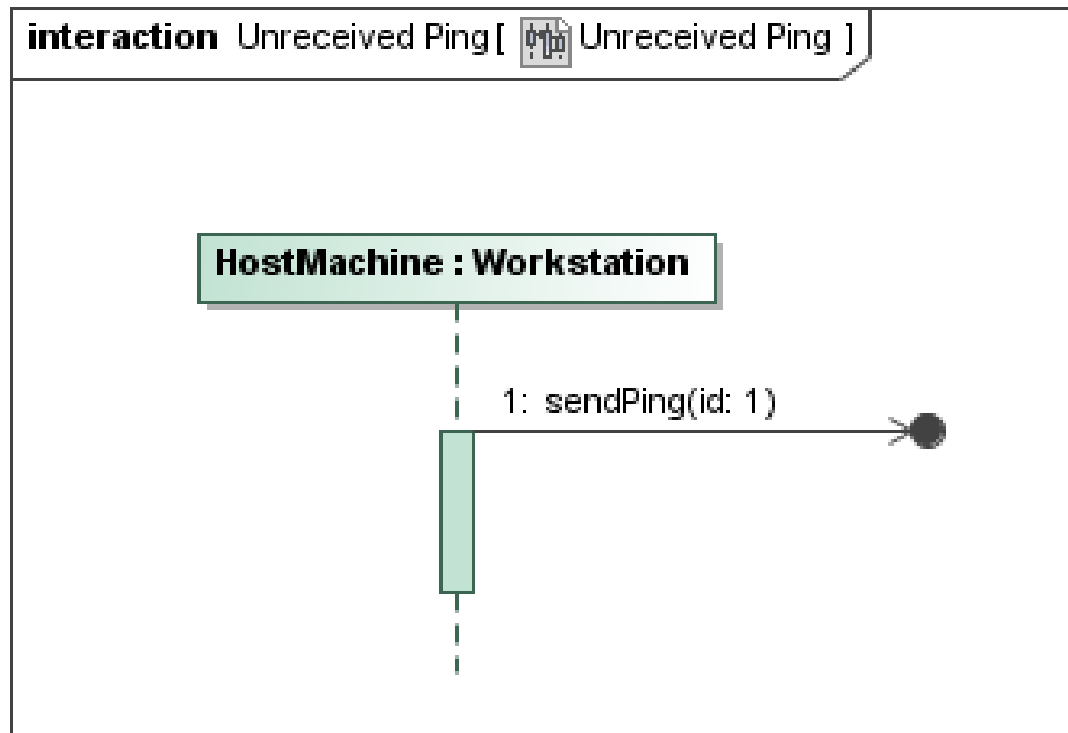 interaction Unreceived Ping[ Unreceived Ping ]
HostMachine : Workstation
1: sendPing(id: 1)